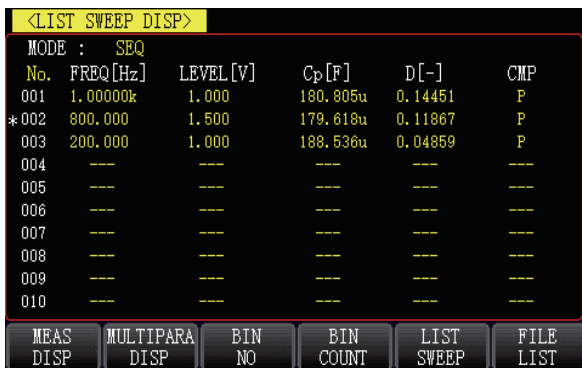 <LIST SWEEP DISP>
MODE : SEQ
No. FREQ[Hz] LEVEL[V] Cp[F] D[-] CMP
001 1.00000k 1.000 180.805u 0.14451 P
*002 800.000 1.500 179.618u 0.11867 P
003 200.000 1.000 188.536u 0.04859 P
004 --- --- --- --- ---
005 --- --- --- --- ---
006 --- --- --- --- ---
007 --- --- --- --- ---
008 --- --- --- --- ---
009 --- --- --- --- ---
010 --- --- --- --- ---
MEAS MULTIPARA BIN BIN LIST FILE
DISP DISP NO COUNT SWEEP LIST